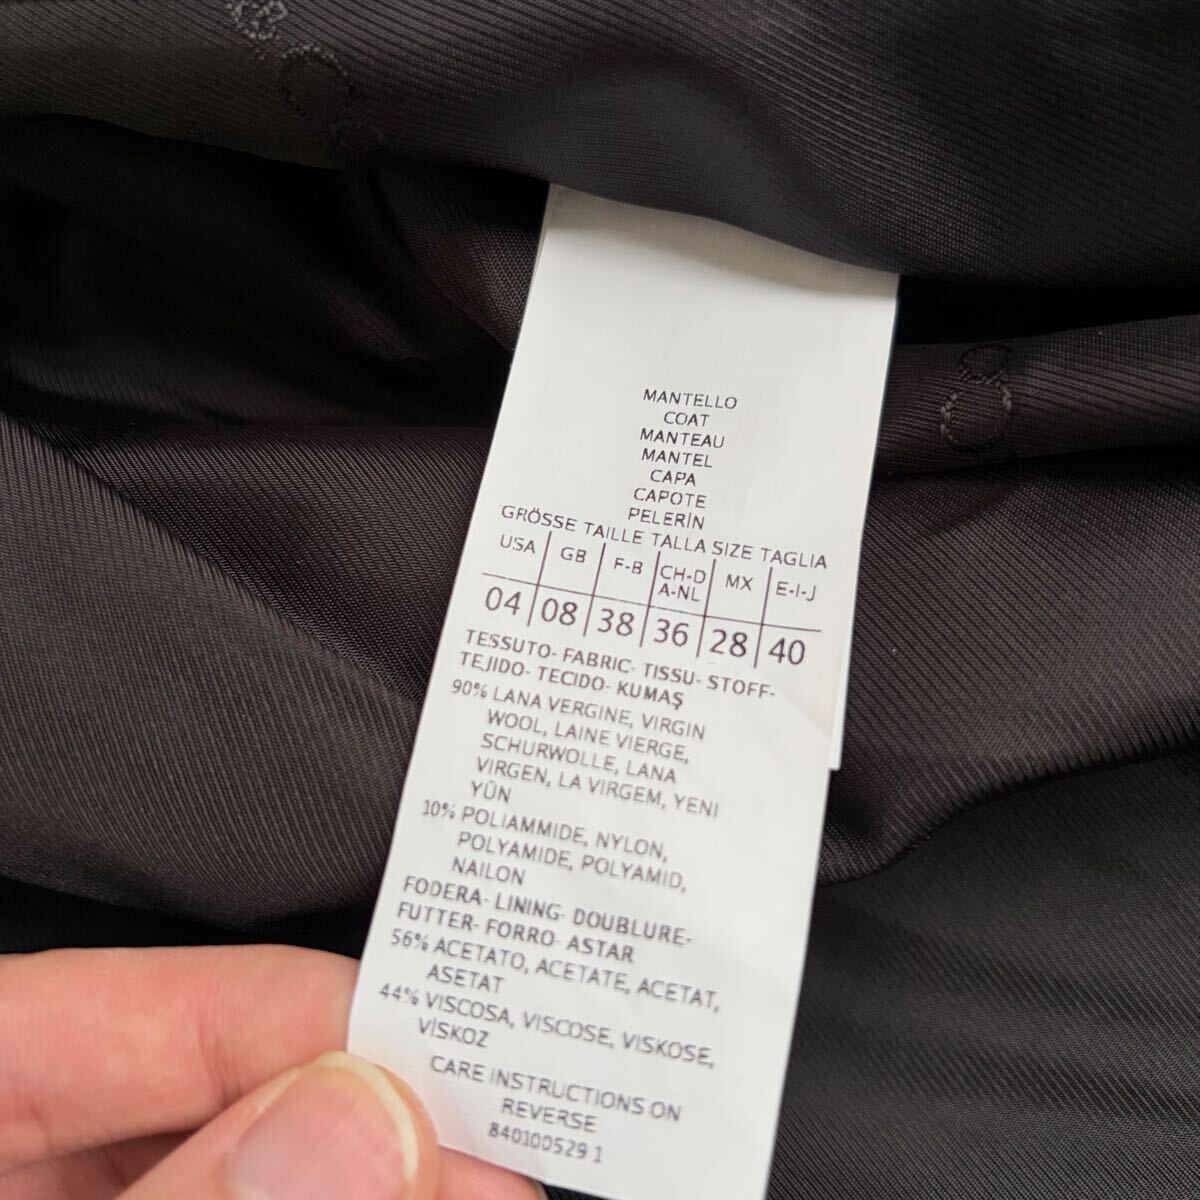 MANTELLO
COAT
MANTEAU
MANTEL
CAPA
CAPOTE
PELERİN
GRÖSSE TAILLE TALLA SIZE TAGLIA
USA GB F-B CH-D A-NL MX E-I-J
04 08 38 36 28 40
TESSUTO- FABRIC- TISSU- STOFF-
TEJIDO- TECIDO- KUMAŞ
90% LANA VERGINE, VIRGIN
WOOL, LAINE VIERGE,
SCHURWOLLE, LANA
VIRGEN, LA VIRGEM, YENI
YÜN
10% POLIAMMIDE, NYLON,
POLYAMIDE, POLYAMID,
NAILON
FODERA- LINING- DOUBLURE-
FUTTER- FORRO- ASTAR
56% ACETATO, ACETATE, ACETAT,
ASETAT
44% VISCOSA, VISCOSE, VISKOSE,
VİSKOZ
CARE INSTRUCTIONS ON
REVERSE
840100529 1